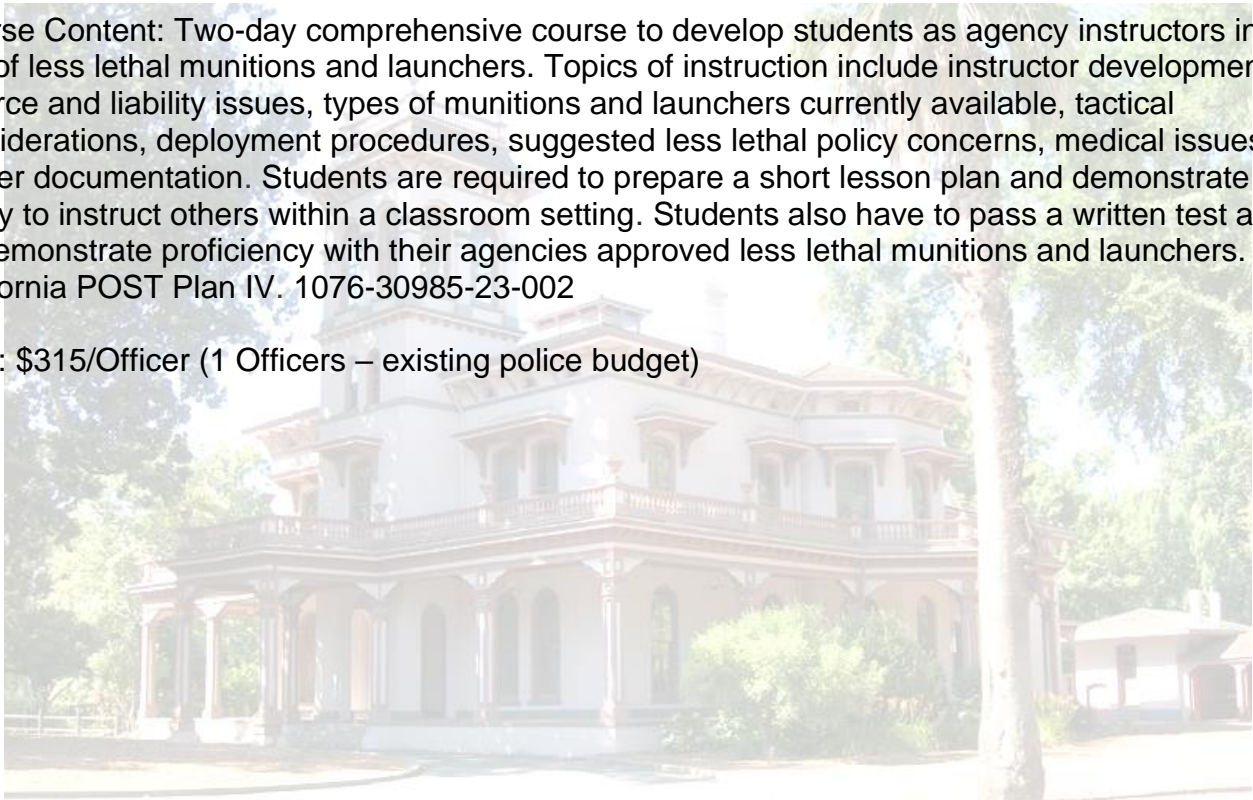 rse Content: Two-day comprehensive course to develop students as agency instructors in
of less lethal munitions and launchers. Topics of instruction include instructor developmen
rce and liability issues, types of munitions and launchers currently available, tactical
iderations, deployment procedures, suggested less lethal policy concerns, medical issues
er documentation. Students are required to prepare a short lesson plan and demonstrate
y to instruct others within a classroom setting. Students also have to pass a written test a
emonstrate proficiency with their agencies approved less lethal munitions and launchers.
ornia POST Plan IV. 1076-30985-23-002
: $315/Officer (1 Officers – existing police budget)